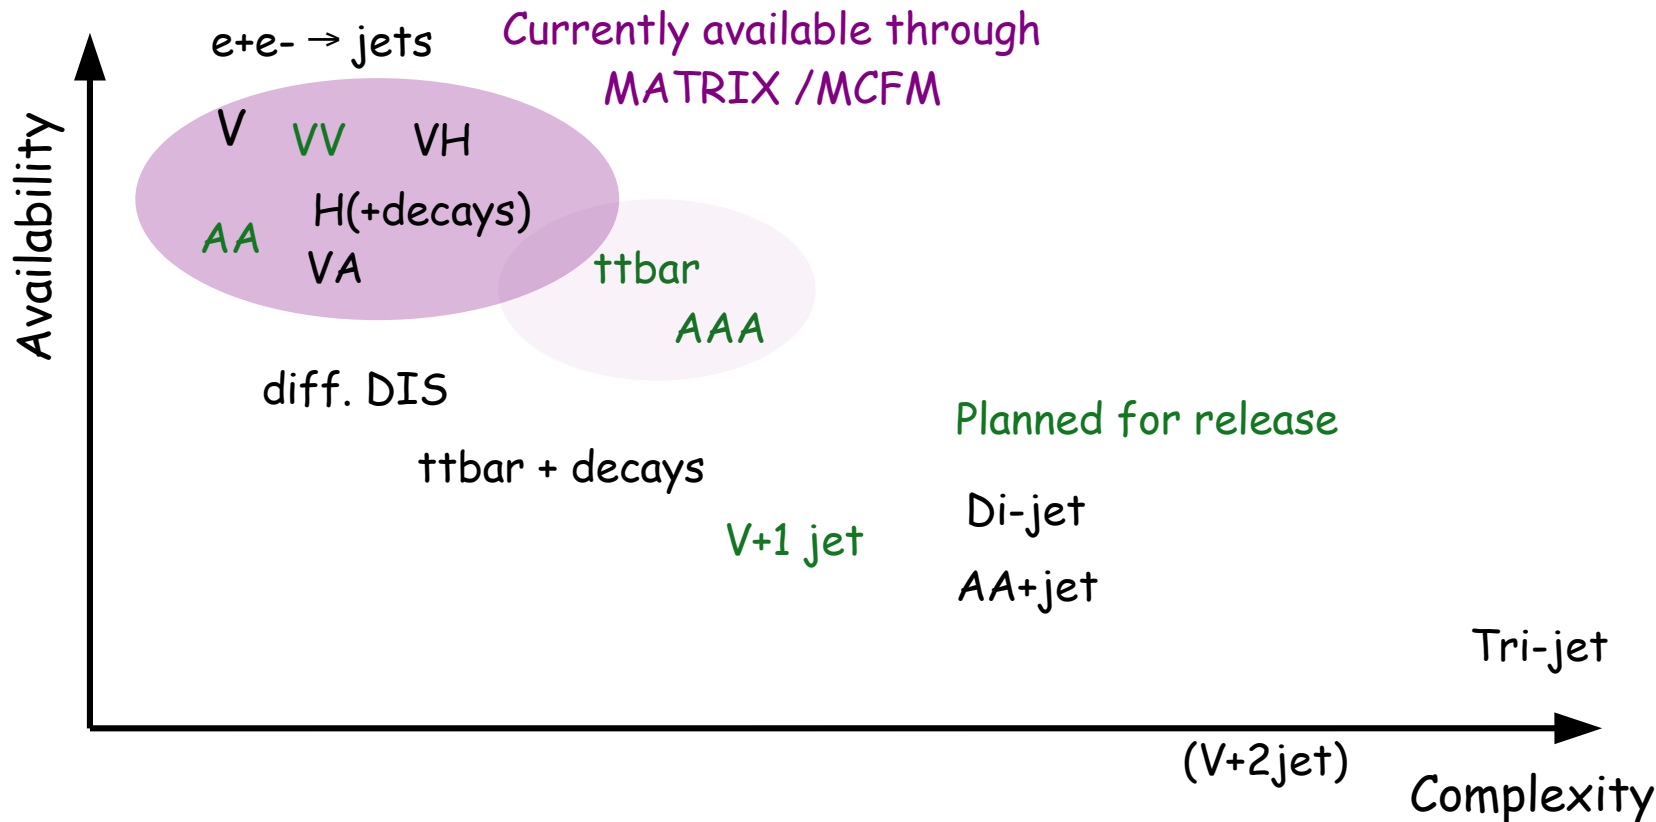 e+e- → jets
Currently available through
MATRIX /MCFM
V
VV
VH
H(+decays)
AA
VA
ttbar
AAA
Availability
diff. DIS
Planned for release
ttbar + decays
Di-jet
V+1 jet
AA+jet
Tri-jet
(V+2jet)
Complexity